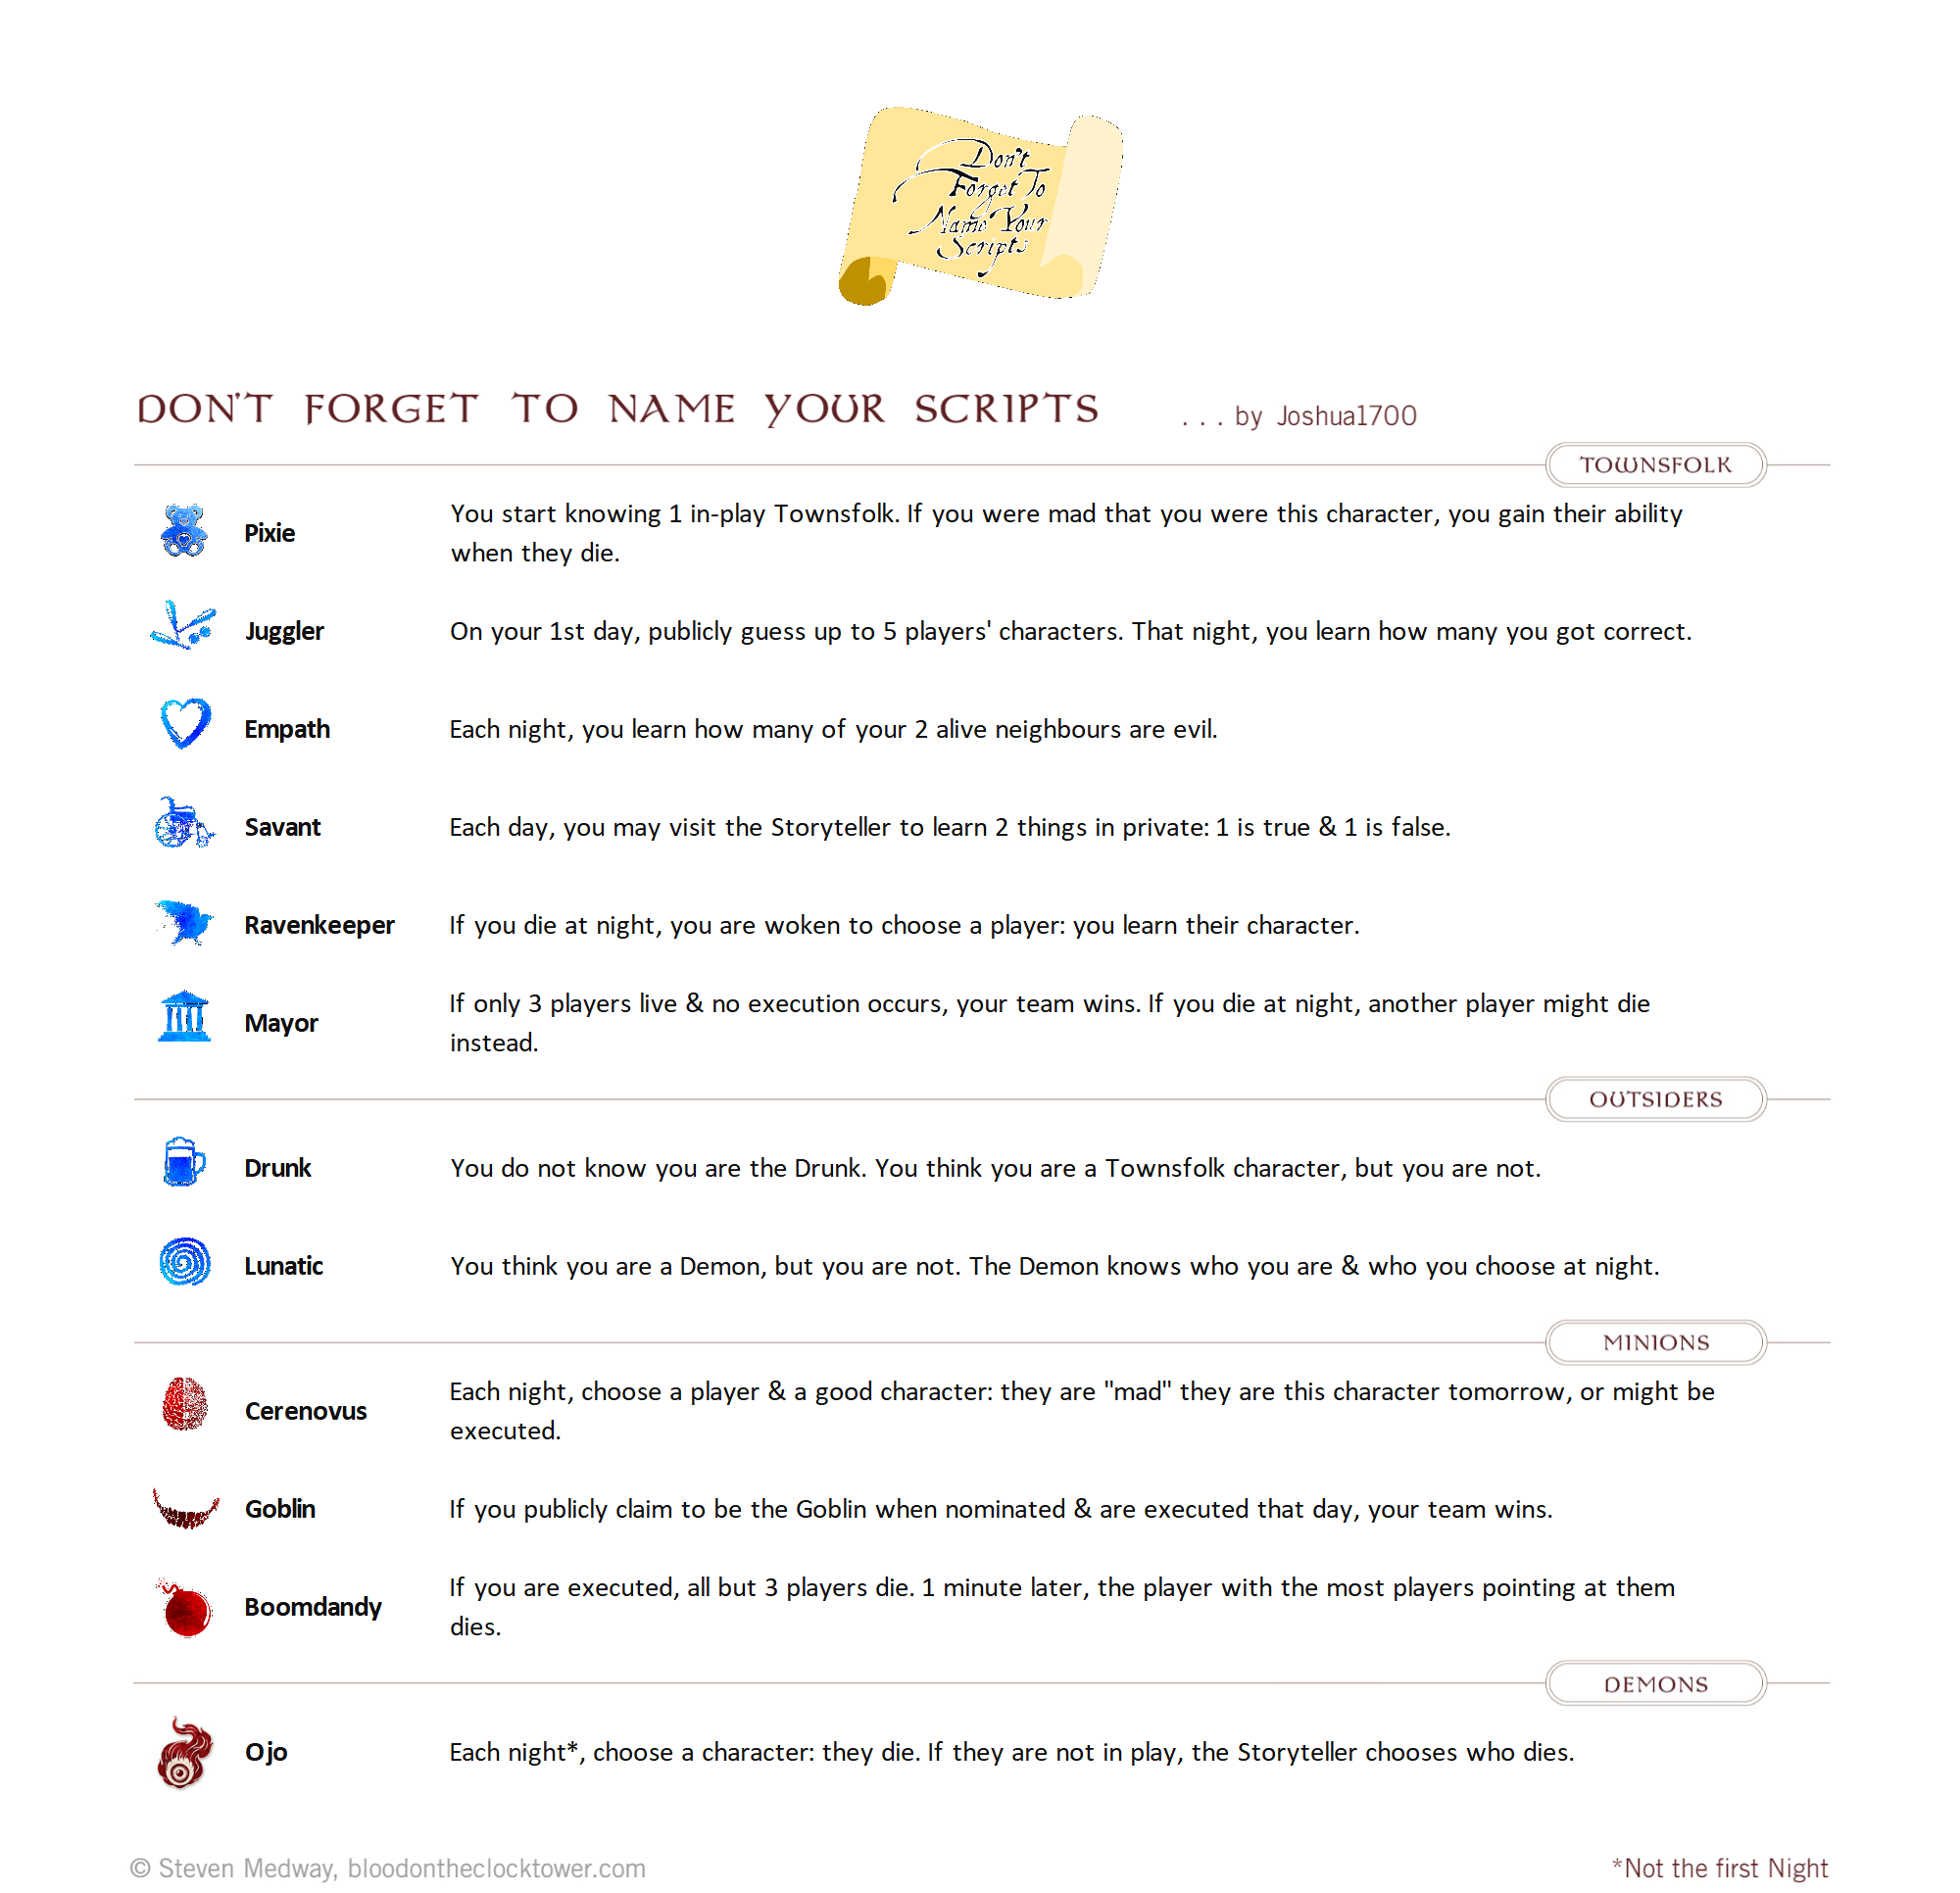 Don't
Forget To
Name Your
Scripts
DON'T FORGET TO NAME YOUR SCRIPTS . . . by Joshua1700
TOWNSFOLK
Pixie
You start knowing 1 in-play Townsfolk. If you were mad that you were this character, you gain their ability
when they die.
Juggler
On your 1st day, publicly guess up to 5 players' characters. That night, you learn how many you got correct.
Empath
Each night, you learn how many of your 2 alive neighbours are evil.
Savant
Each day, you may visit the Storyteller to learn 2 things in private: 1 is true & 1 is false.
Ravenkeeper
If you die at night, you are woken to choose a player: you learn their character.
Mayor
If only 3 players live & no execution occurs, your team wins. If you die at night, another player might die
instead.
OUTSIDERS
Drunk
You do not know you are the Drunk. You think you are a Townsfolk character, but you are not.
Lunatic
You think you are a Demon, but you are not. The Demon knows who you are & who you choose at night.
MINIONS
Cerenovus
Each night, choose a player & a good character: they are "mad" they are this character tomorrow, or might be
executed.
Goblin
If you publicly claim to be the Goblin when nominated & are executed that day, your team wins.
Boomdandy
If you are executed, all but 3 players die. 1 minute later, the player with the most players pointing at them
dies.
DEMONS
Ojo
Each night*, choose a character: they die. If they are not in play, the Storyteller chooses who dies.
© Steven Medway, bloodontheclocktower.com
*Not the first Night